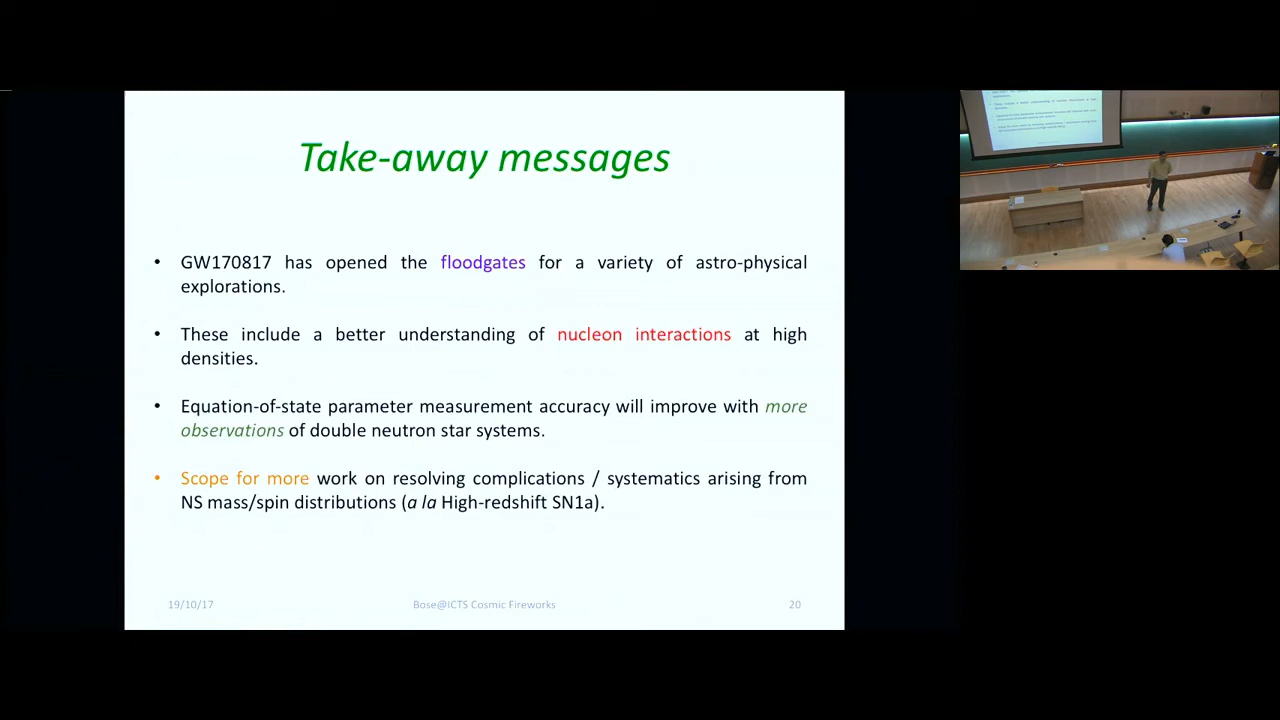 Take-away messages
• GW170817 has opened the floodgates for a variety of astro-physical
explorations.
• These include a better understanding of nucleon interactions at high
densities.
• Equation-of-state parameter measurement accuracy will improve with more
observations of double neutron star systems.
• Scope for more work on resolving complications / systematics arising from
NS mass/spin distributions (a la High-redshift SN1a).
19/10/17 Bose@ICTS Cosmic Fireworks 20